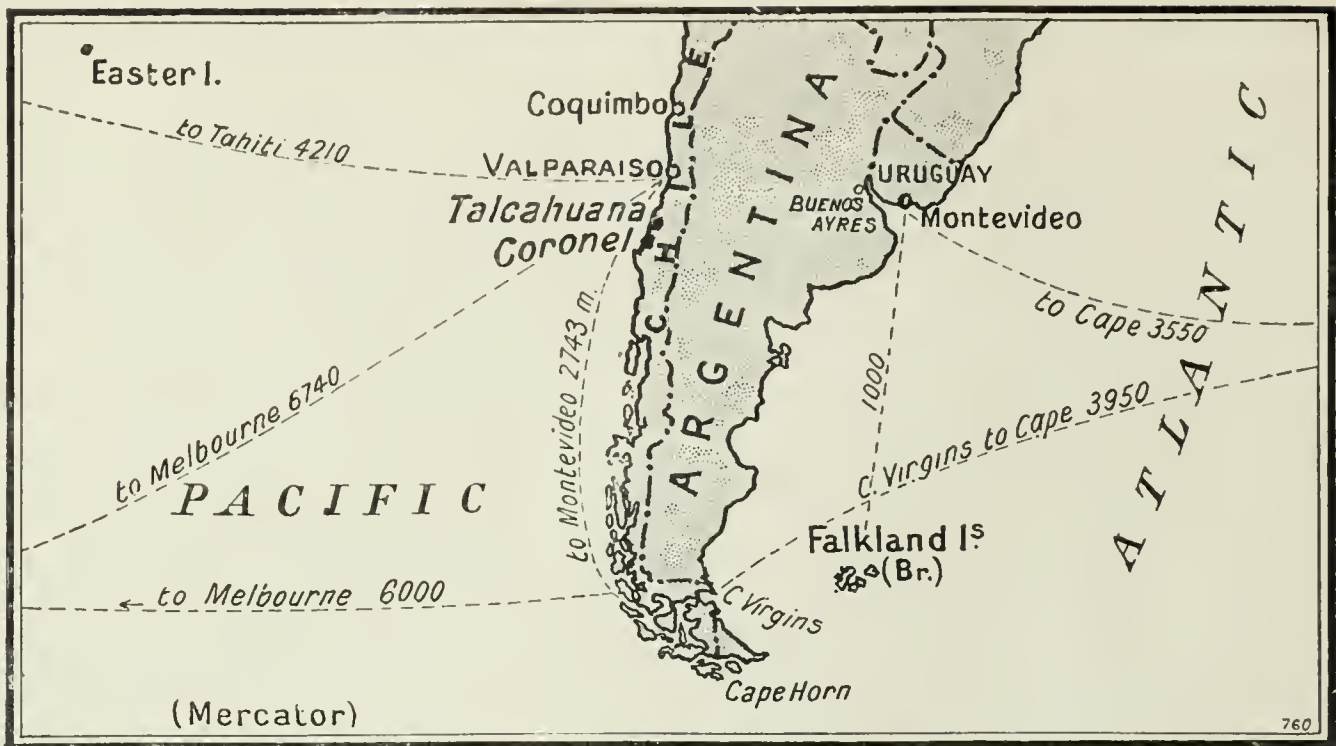 Easter I.
Coquimbo
to Tahiti 4210
VALPARAISO
Talcahuana
Coronel
CHILE
ARGENTINA
URUGUAY
BUENOS
AYRES
Montevideo
ATLANTIC
to Cape 3550
1000
C. Virgins to Cape 3950
to Montevideo 2743 m.
to Melbourne 6740
PACIFIC
Falkland Is.
(Br.)
← to Melbourne 6000
C Virgins
Cape Horn
(Mercator)
760